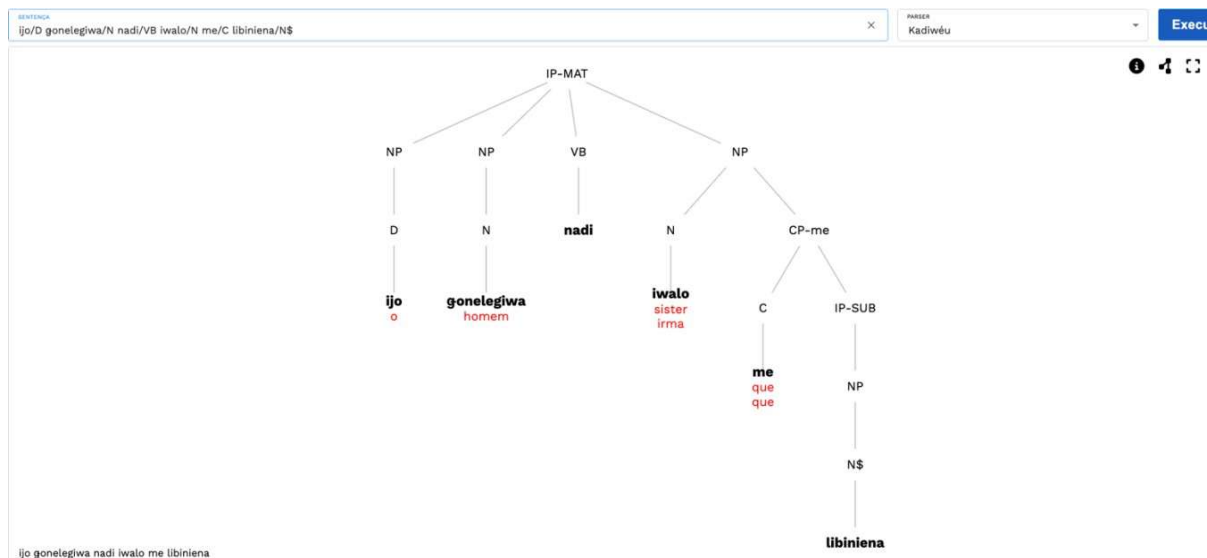 SENTENÇA
ijo/D gonelegiwa/N nadi/VB iwalo/N me/C libiniena/N$
PARSER
Kadiwéu
Execu
IP-MAT
NP NP VB NP
D N nadi N CP-me
ijo
o
gonelegiwa
homem
iwalo
sister
irma
C IP-SUB
me
que
que
NP
N$
libiniena
ijo gonelegiwa nadi iwalo me libiniena